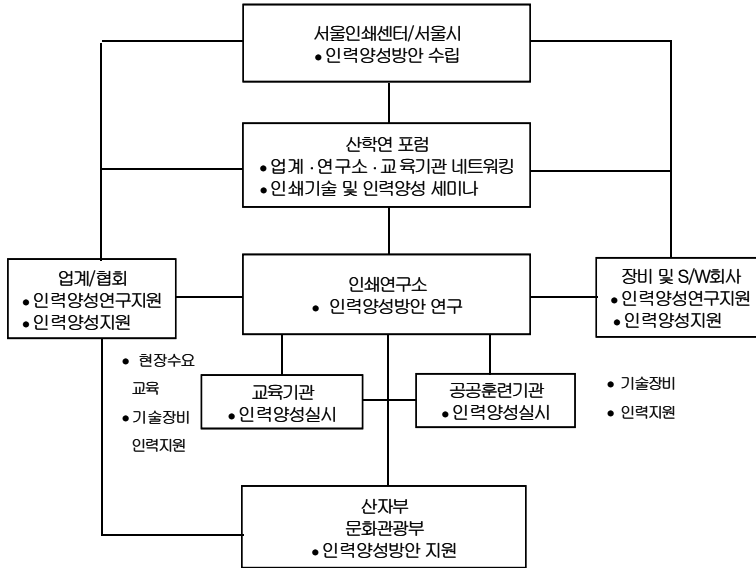 서울인쇄센터/서울시
● 인력양성방안 수립
산학연 포럼
● 업계 · 연구소 · 교육기관 네트워킹
● 인쇄기술 및 인력양성 세미나
업계/협회
● 인력양성연구지원
● 인력양성지원
인쇄연구소
● 인력양성방안 연구
장비 및 S/W회사
● 인력양성연구지원
● 인력양성지원
● 현장수요
교육
● 기술장비
인력지원
교육기관
● 인력양성실시
공공훈련기관
● 인력양성실시
● 기술장비
● 인력지원
산자부
문화관광부
● 인력양성방안 지원